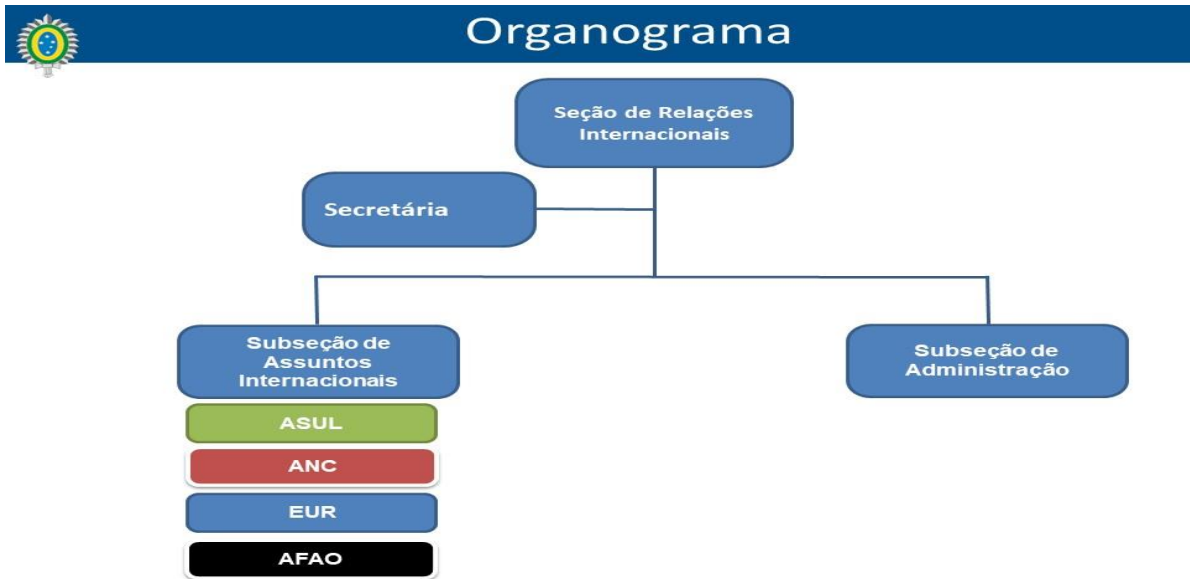 Organograma
Seção de Relações
Internacionais
Secretária
Subseção de
Assuntos
Internacionais
Subseção de
Administração
ASUL
ANC
EUR
AFAO